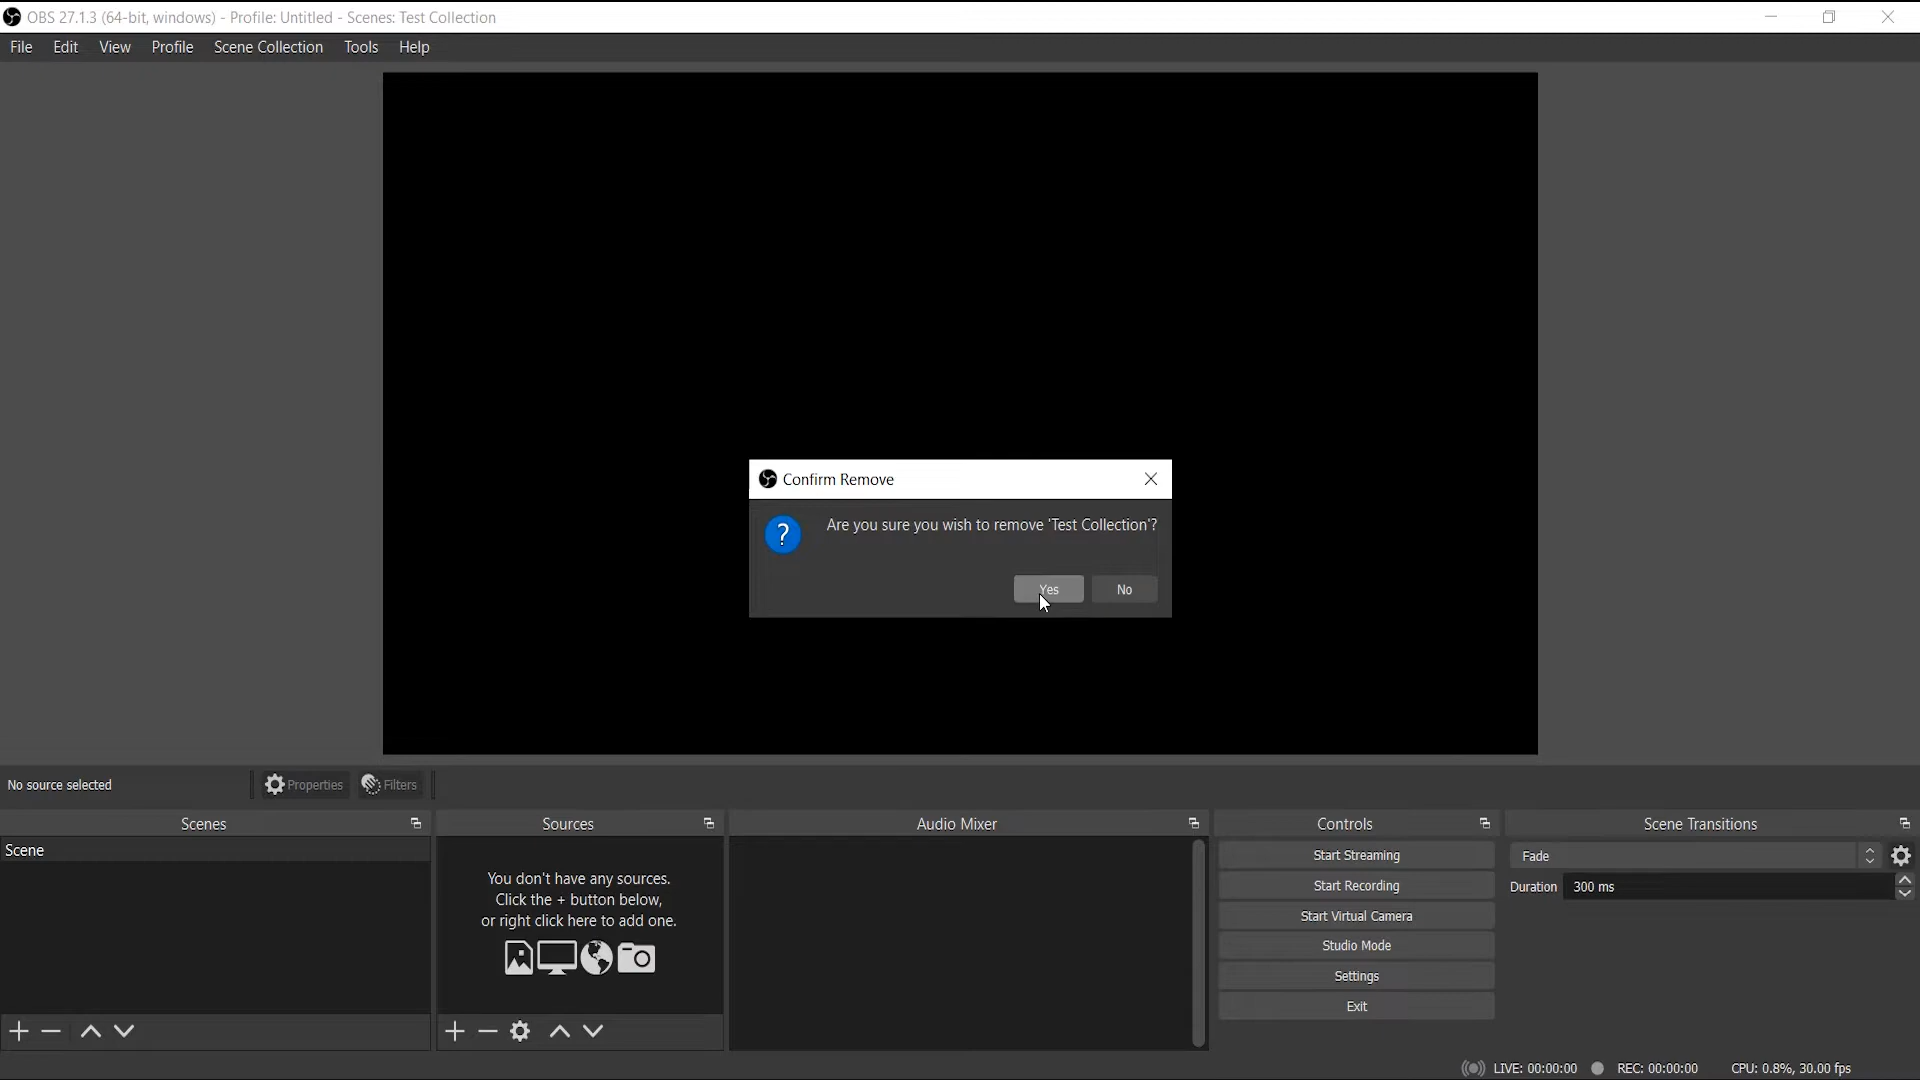 OBS 27.1.3 (64-bit, windows) - Profile: Untitled - Scenes: Test Collection
File Edit View Profile Scene Collection Tools Help
Confirm Remove
Are you sure you wish to remove 'Test Collection'?
Yes No
No source selected Properties Filters
Scenes Sources Audio Mixer Controls Scene Transitions
Scene
You don't have any sources.
Click the + button below,
or right click here to add one.
Start Streaming
Start Recording
Start Virtual Camera
Studio Mode
Settings
Exit
Fade
Duration 300 ms
LIVE: 00:00:00 REC: 00:00:00 CPU: 0.8%, 30.00 fps